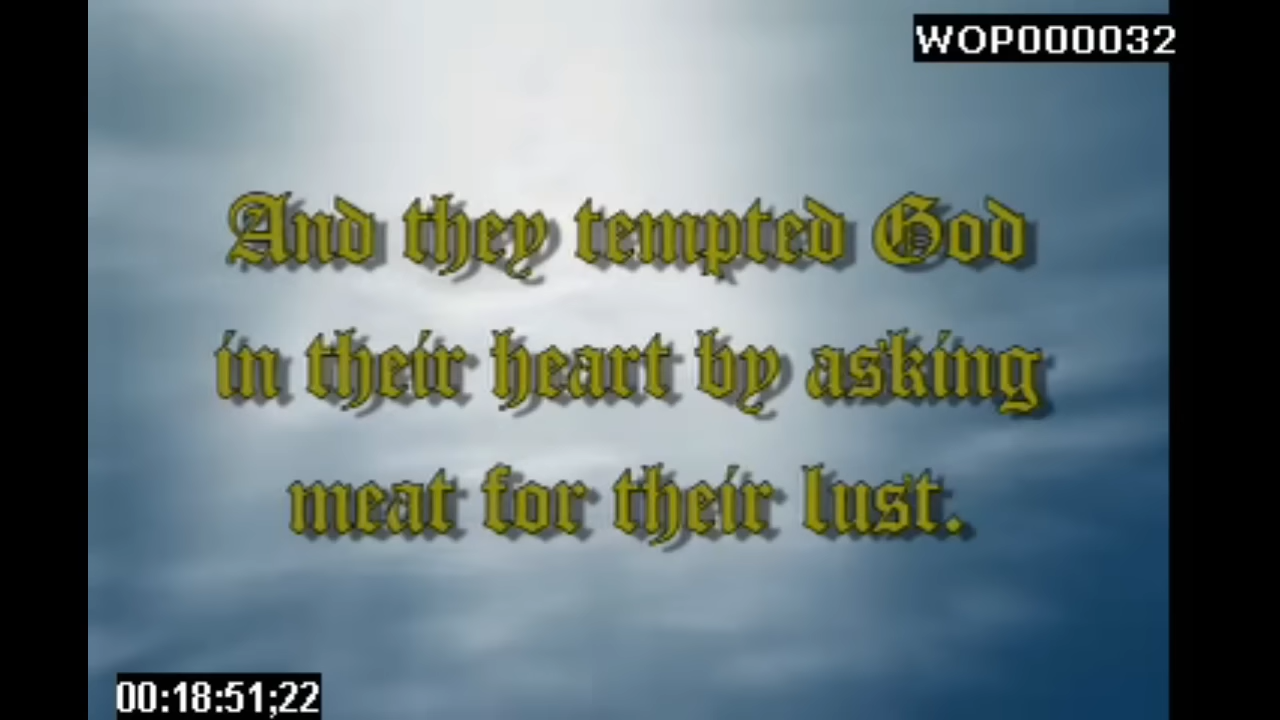 WOP000032
And they tempted God
in their heart by asking
meat for their lust.
00:18:51;22